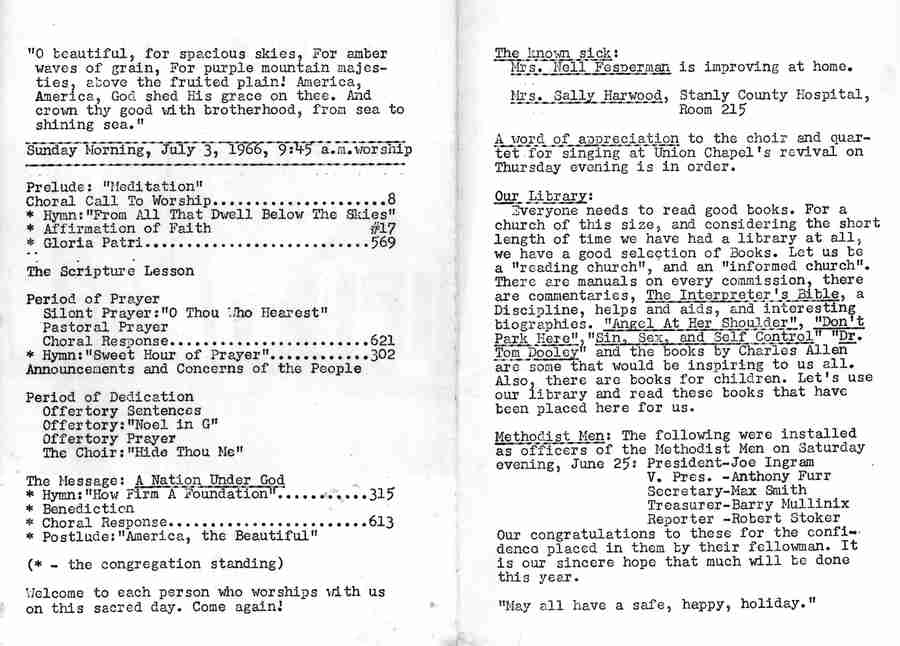 "O beautiful, for spacious skies, For amber
waves of grain, For purple mountain majes-
ties, above the fruited plain! America,
America, God shed His grace on thee. And
crown thy good with brotherhood, from sea to
shining sea."
Sunday Morning, July 3, 1966, 9:45 a.m.worship
Prelude: "Meditation"
Choral Call To Worship.....................8
* Hymn:"From All That Dwell Below The Skies"
* Affirmation of Faith #17
* Gloria Patri...........................569
The Scripture Lesson
Period of Prayer
Silent Prayer:"O Thou Who Hearest"
Pastoral Prayer
Choral Response........................621
* Hymn:"Sweet Hour of Prayer"............302
Announcements and Concerns of the People
Period of Dedication
Offertory Sentences
Offertory:"Noel in G"
Offertory Prayer
The Choir:"Hide Thou Me"
The Message: A Nation Under God
* Hymn:"How Firm A Foundation"...........315
* Benediction
* Choral Response........................613
* Postlude:"America, the Beautiful"
(* - the congregation standing)
Welcome to each person who worships with us
on this sacred day. Come again!
The known sick:
Mrs. Nell Fesperman is improving at home.
Mrs. Sally Harwood, Stanly County Hospital,
Room 215
A word of appreciation to the choir and quar-
tet for singing at Union Chapel's revival on
Thursday evening is in order.
Our Library:
Everyone needs to read good books. For a
church of this size, and considering the short
length of time we have had a library at all,
we have a good selection of Books. Let us be
a "reading church", and an "informed church".
There are manuals on every commission, there
are commentaries, The Interpreter's Bible, a
Discipline, helps and aids, and interesting
biographies. "Angel At Her Shoulder", "Don't
Park Here","Sin, Sex, and Self Control" "Dr.
Tom Dooley" and the books by Charles Allen
are some that would be inspiring to us all.
Also, there are books for children. Let's use
our library and read these books that have
been placed here for us.
Methodist Men: The following were installed
as officers of the Methodist Men on Saturday
evening, June 25: President-Joe Ingram
V. Pres. -Anthony Furr
Secretary-Max Smith
Treasurer-Barry Mullinix
Reporter -Robert Stoker
Our congratulations to these for the confi-
dence placed in them by their fellowman. It
is our sincere hope that much will be done
this year.
"May all have a safe, happy, holiday."